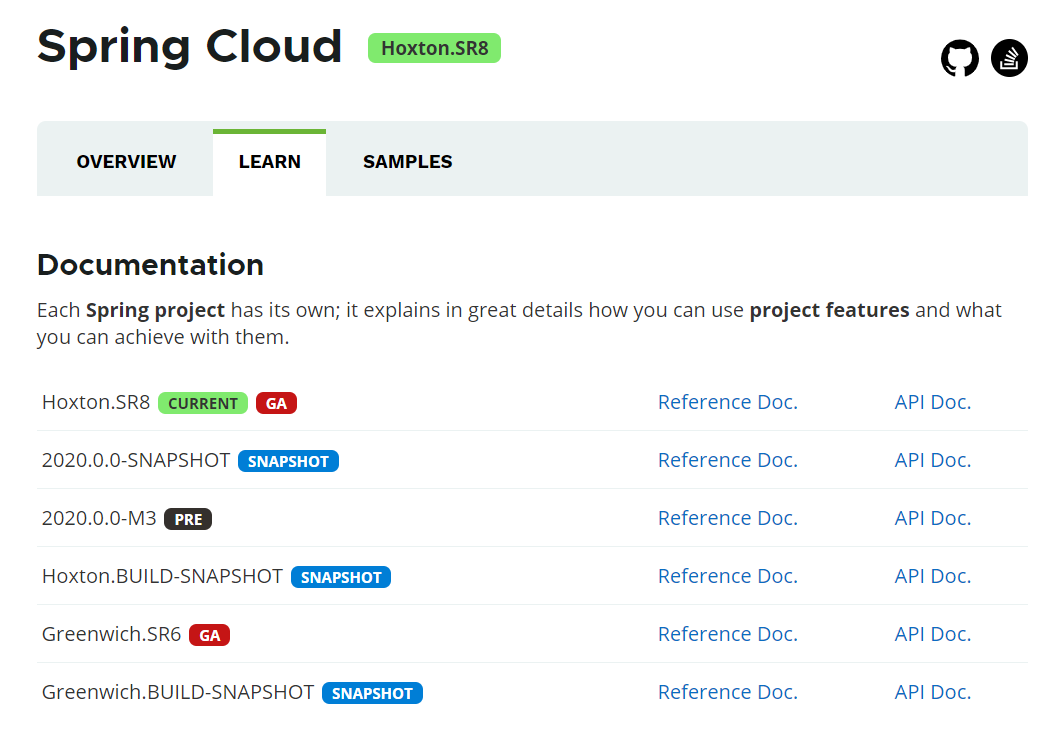 Spring Cloud Hoxton.SR8
OVERVIEW LEARN SAMPLES
Documentation
Each Spring project has its own; it explains in great details how you can use project features and what
you can achieve with them.
Hoxton.SR8 CURRENT GA Reference Doc. API Doc.
2020.0.0-SNAPSHOT SNAPSHOT Reference Doc. API Doc.
2020.0.0-M3 PRE Reference Doc. API Doc.
Hoxton.BUILD-SNAPSHOT SNAPSHOT Reference Doc. API Doc.
Greenwich.SR6 GA Reference Doc. API Doc.
Greenwich.BUILD-SNAPSHOT SNAPSHOT Reference Doc. API Doc.